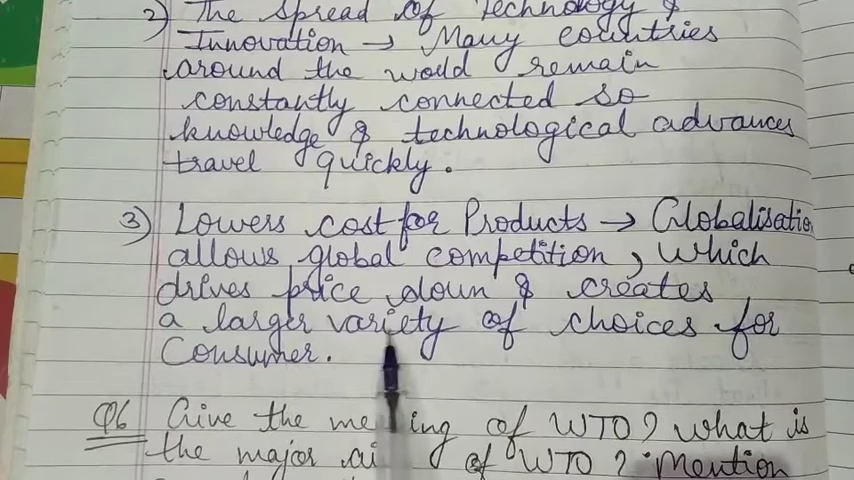 2) The Spread of Technology &
Innovation → Many countries
around the world remain
constantly connected so
knowledge & technological advances
travel quickly.
3) Lowers cost for Products → Globalisatio
allows global competition, which
drives price down & creates
a larger variety of choices for
Consumer.
Q6 Give the me ing of WTO? what is
the major ai of WTO? Mention